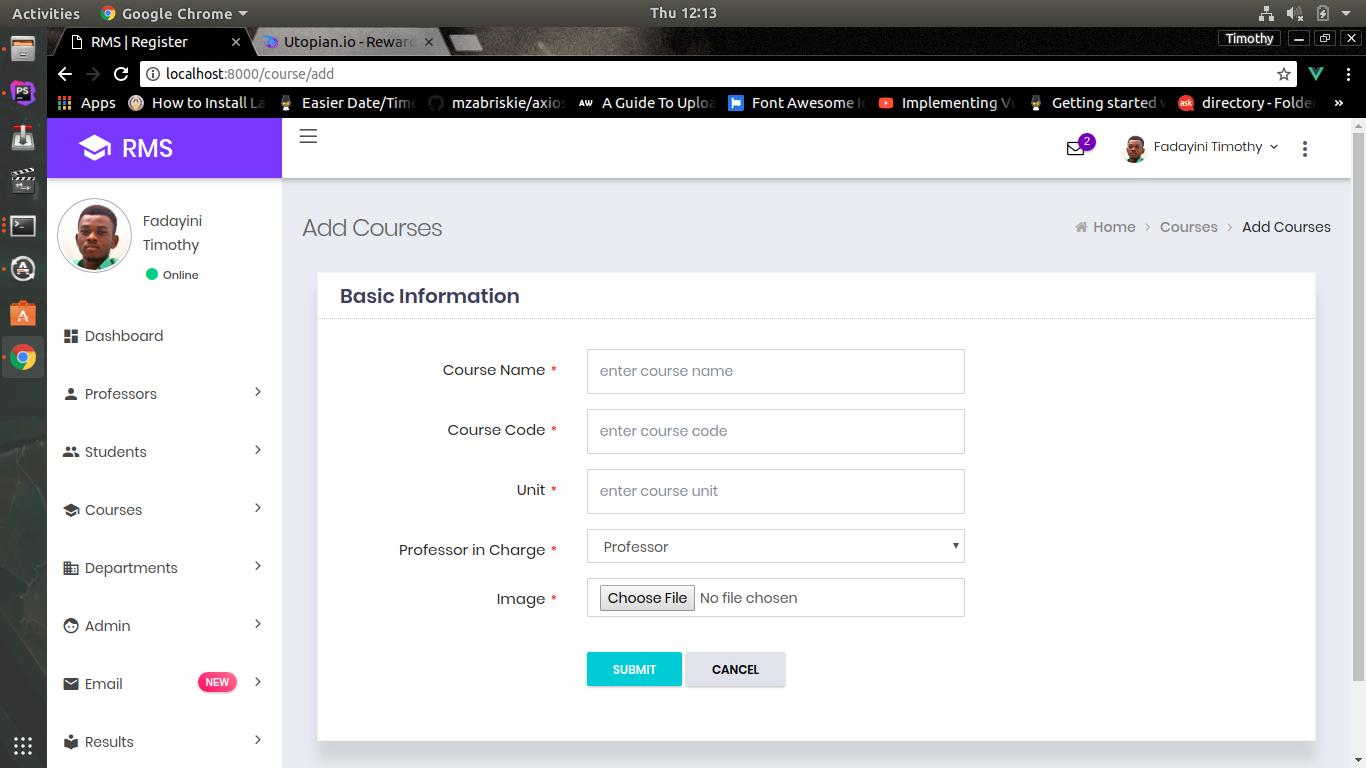 Activities Google Chrome Thu 12:13
RMS | Register Utopian.io - Reward Timothy
localhost:8000/course/add
Apps How to Install La Easier Date/Time mzabriskie/axios A Guide To Uploa Font Awesome Ic Implementing Vu Getting started w directory - Folder »
RMS
2
Fadayini Timothy
Fadayini
Timothy
Online
Dashboard
Professors
Students
Courses
Departments
Admin
Email NEW
Results
Add Courses
Home > Courses > Add Courses
Basic Information
Course Name * enter course name
Course Code * enter course code
Unit * enter course unit
Professor in Charge * Professor
Image * Choose File No file chosen
SUBMIT CANCEL